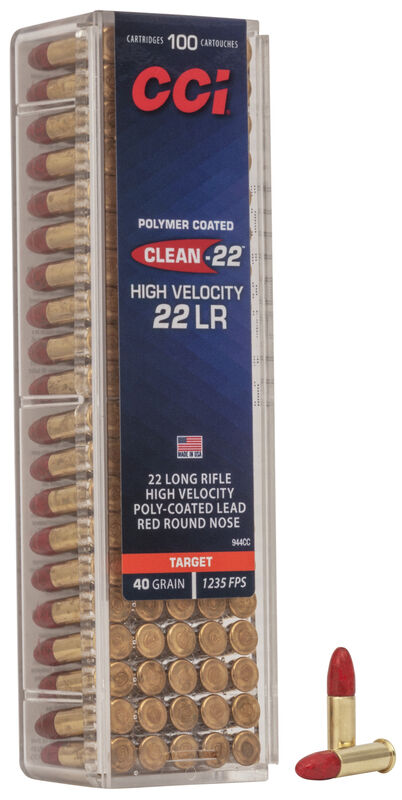 CARTRIDGES 100 CARTOUCHES
CCI
POLYMER COATED
CLEAN-22™
HIGH VELOCITY
22 LR
MADE IN USA
22 LONG RIFLE
HIGH VELOCITY
POLY-COATED LEAD
RED ROUND NOSE
944CC
TARGET
40 GRAIN / 1235 FPS